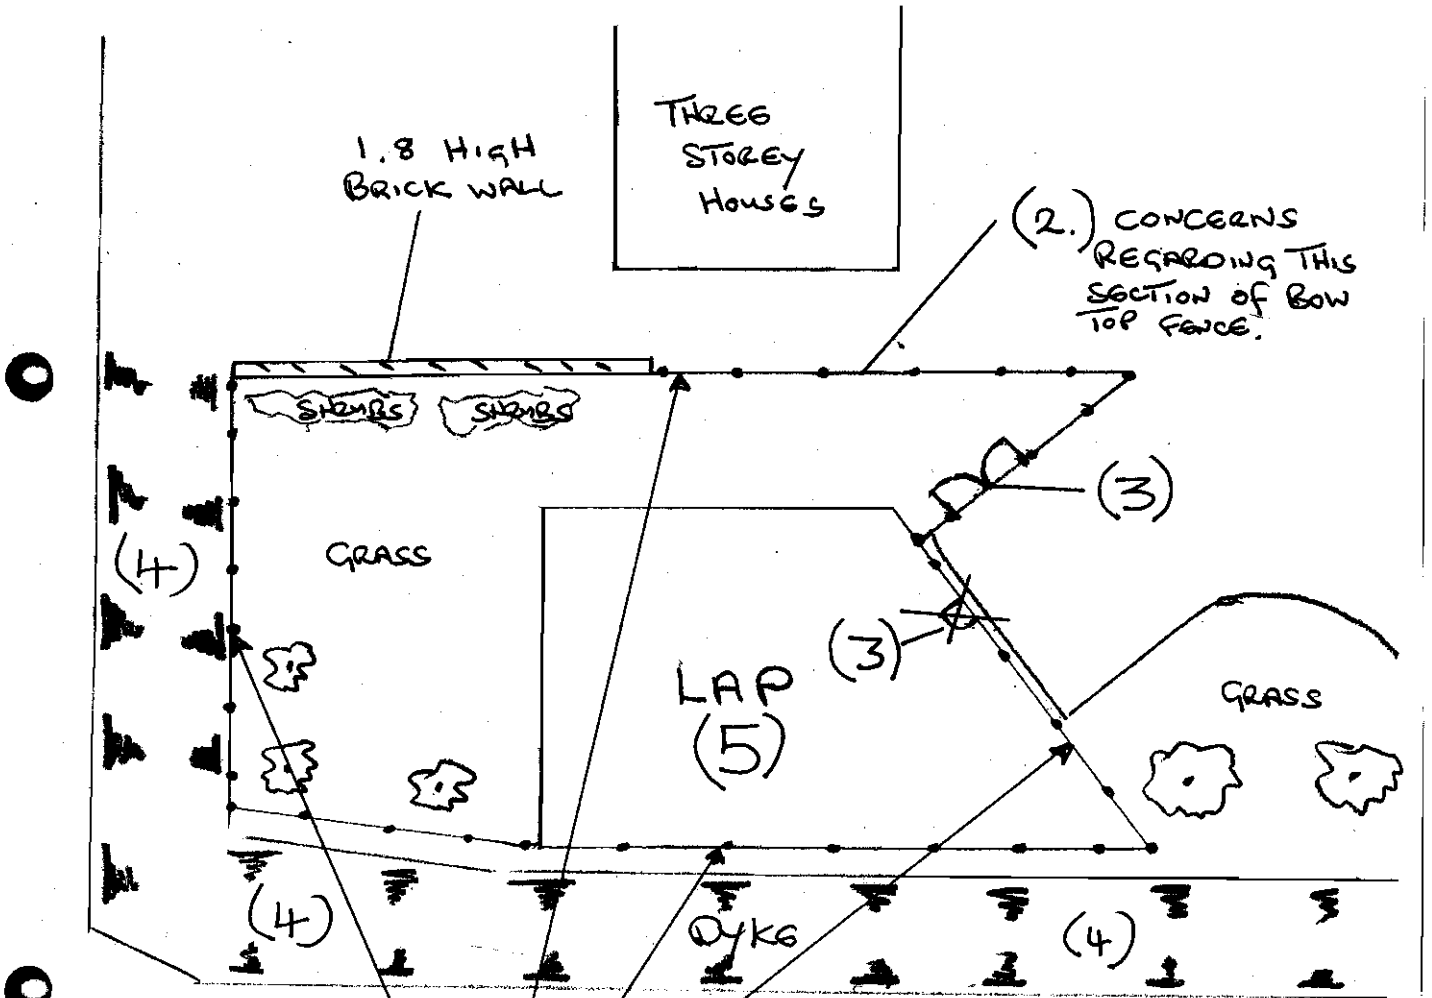 THREE
STOREY
HOUSES
1.8 HIGH
BRICK WALL
(2.) CONCERNS
REGARDING THIS
SECTION OF BOW
TOP FENCE.
SHRUBS SHRUBS
(3)
GRASS
(4)
(3)
LAP
(5)
GRASS
(4)
DYKE
(4)